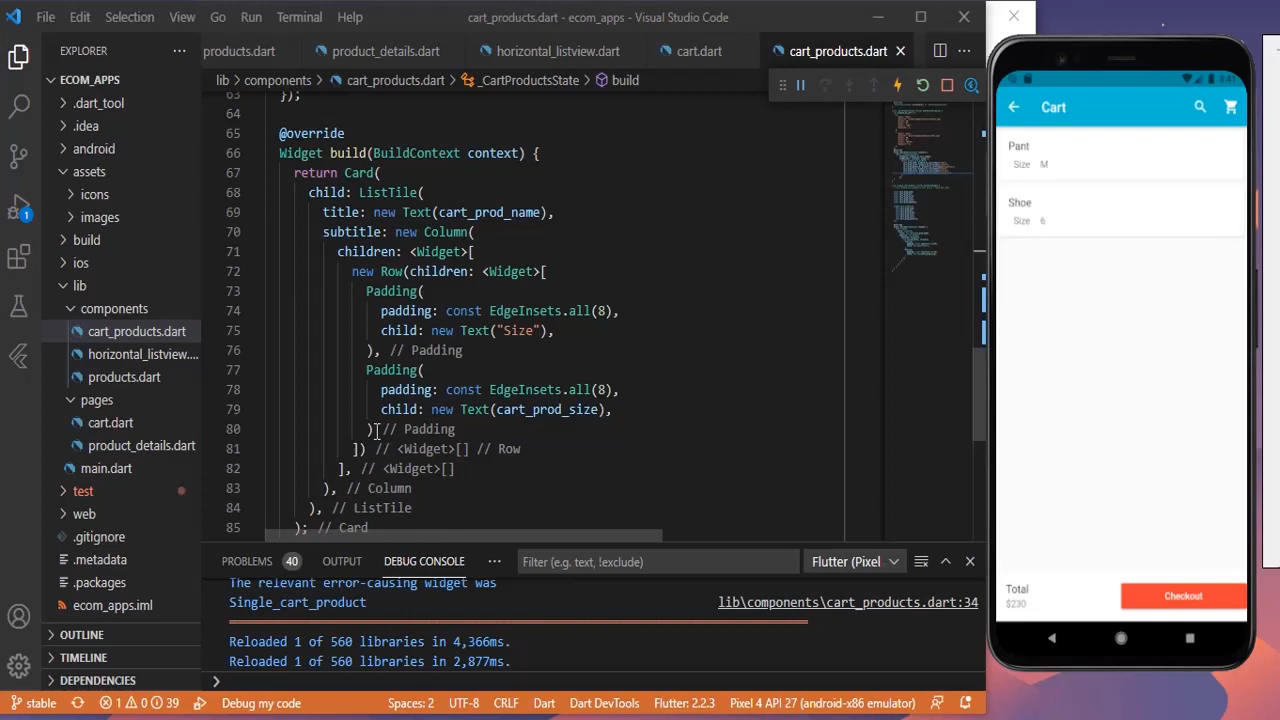 File Edit Selection View Go Run Terminal Help cart_products.dart - ecom_apps - Visual Studio Code
EXPLORER
ECOM_APPS
.dart_tool
.idea
android
assets
icons
images
build
ios
lib
components
cart_products.dart
horizontal_listview....
products.dart
pages
cart.dart
product_details.dart
main.dart
test
web
.gitignore
.metadata
.packages
ecom_apps.iml
OUTLINE
TIMELINE
DEPENDENCIES
products.dart product_details.dart horizontal_listview.dart cart.dart cart_products.dart
lib > components > cart_products.dart > _CartProductsState > build
63 });
64
65 @override
66 Widget build(BuildContext context) {
67 return Card(
68 child: ListTile(
69 title: new Text(cart_prod_name),
70 subtitle: new Column(
71 children: <Widget>[
72 new Row(children: <Widget>[
73 Padding(
74 padding: const EdgeInsets.all(8),
75 child: new Text("Size"),
76 ), // Padding
77 Padding(
78 padding: const EdgeInsets.all(8),
79 child: new Text(cart_prod_size),
80 ) // Padding
81 ]) // <Widget>[] // Row
82 ], // <Widget>[]
83 ), // Column
84 ), // ListTile
85 ); // Card
PROBLEMS 40 OUTPUT DEBUG CONSOLE Filter (e.g. text, !exclude) Flutter (Pixel
The relevant error-causing widget was
Single_cart_product lib\components\cart_products.dart:34
Reloaded 1 of 560 libraries in 4,366ms.
Reloaded 1 of 560 libraries in 2,877ms.
1
stable 1 0 39 Debug my code Spaces: 2 UTF-8 CRLF Dart Dart DevTools Flutter: 2.2.3 Pixel 4 API 27 (android-x86 emulator)
Cart
Pant
Size M
Shoe
Size 6
Total
$230
Checkout